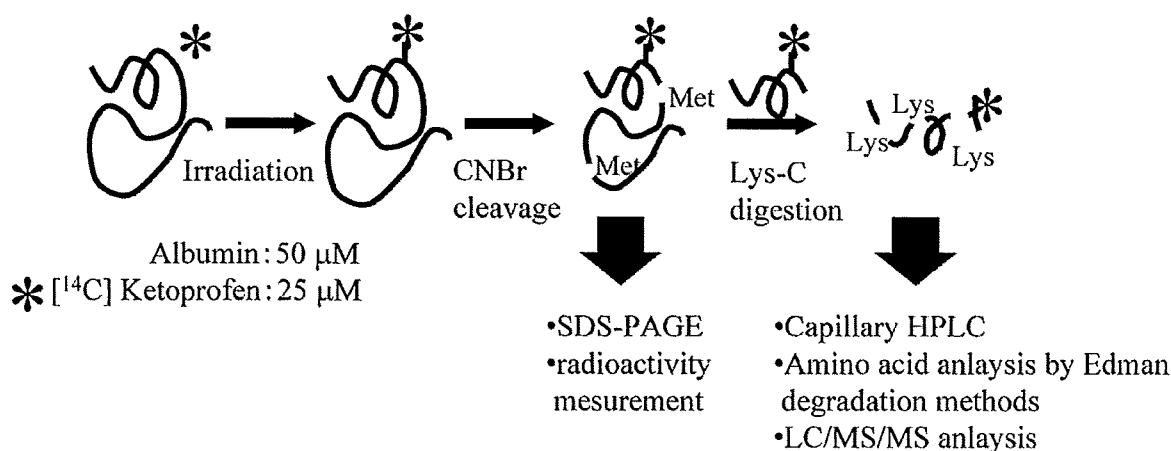 Met
Met
Lys
Lys
Lys
Irradiation
CNBr
cleavage
Lys-C
digestion
Albumin: 50 μM
* [¹⁴C] Ketoprofen: 25 μM
•SDS-PAGE
•radioactivity
mesurement
•Capillary HPLC
•Amino acid anlaysis by Edman
degradation methods
•LC/MS/MS anlaysis